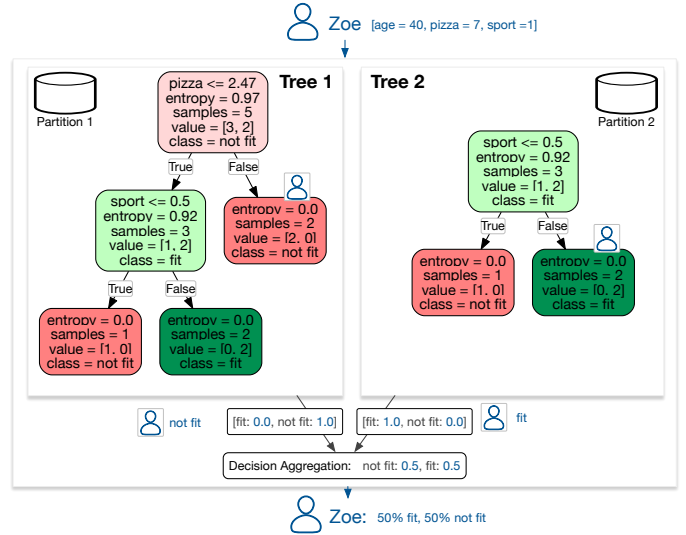 Zoe [age = 40, pizza = 7, sport =1]
Partition 1
Tree 1
pizza <= 2.47
entropy = 0.97
samples = 5
value = [3, 2]
class = not fit
True
False
sport <= 0.5
entropy = 0.92
samples = 3
value = [1, 2]
class = fit
entropy = 0.0
samples = 2
value = [2, 0]
class = not fit
True
False
entropy = 0.0
samples = 1
value = [1, 0]
class = not fit
entropy = 0.0
samples = 2
value = [0, 2]
class = fit
Tree 2
Partition 2
sport <= 0.5
entropy = 0.92
samples = 3
value = [1, 2]
class = fit
True
False
entropy = 0.0
samples = 1
value = [1, 0]
class = not fit
entropy = 0.0
samples = 2
value = [0, 2]
class = fit
not fit
[fit: 0.0, not fit: 1.0]
[fit: 1.0, not fit: 0.0]
fit
Decision Aggregation: not fit: 0.5, fit: 0.5
Zoe: 50% fit, 50% not fit